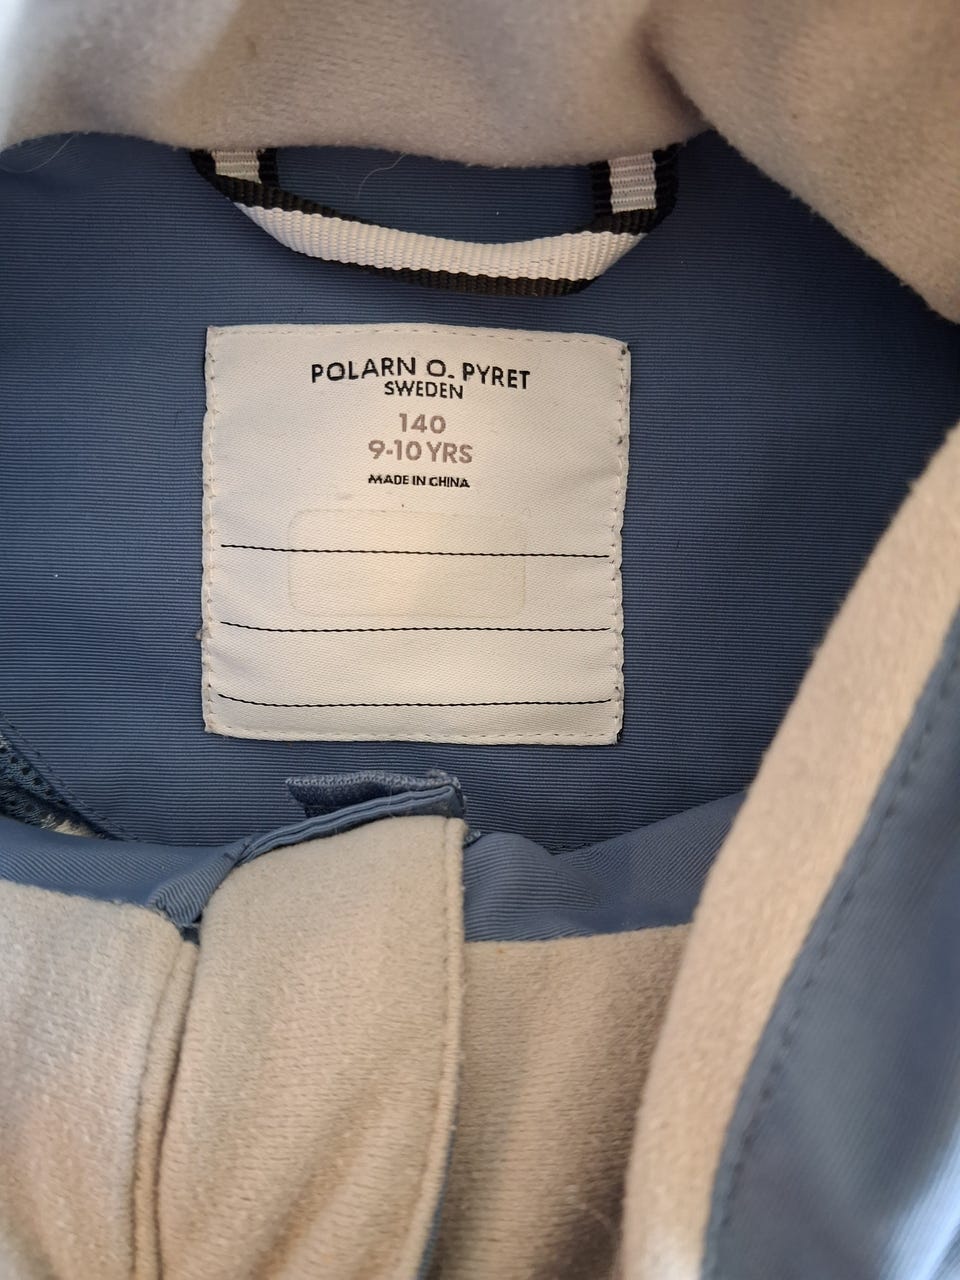 POLARN O. PYRET
SWEDEN
140
9-10 YRS
MADE IN CHINA